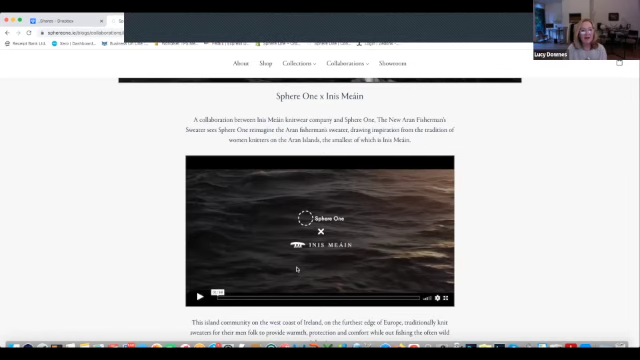 About Shop Collections Collaborations Showroom
Lucy Downes
Sphere One x Inis Meáin
A collaboration between Inis Meáin knitwear company and Sphere One. The New Aran Fisherman's
Sweater sees Sphere One reimagine the Aran fisherman's sweater, drawing inspiration from the tradition of
women knitters on the Aran Islands, the smallest of which is Inis Meáin.
Sphere One
×
INIS MEÁIN
This island community on the west coast of Ireland, on the furthest edge of Europe, traditionally knit
sweaters for their men folk to provide warmth, protection and comfort while out fishing the often wild